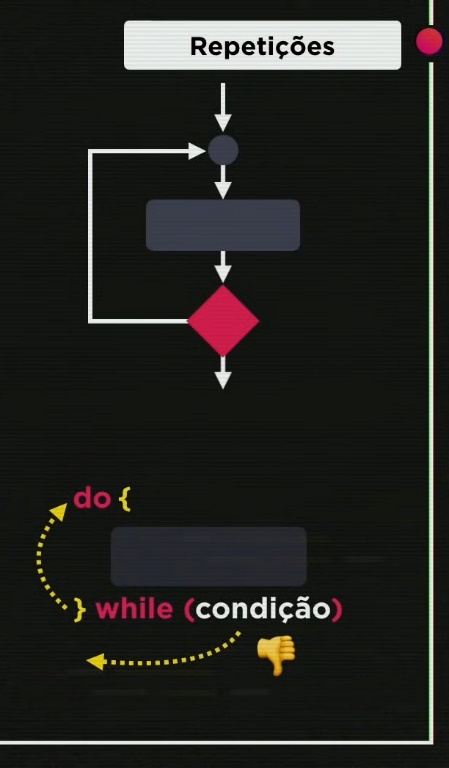 Repetições
do {
} while (condição)